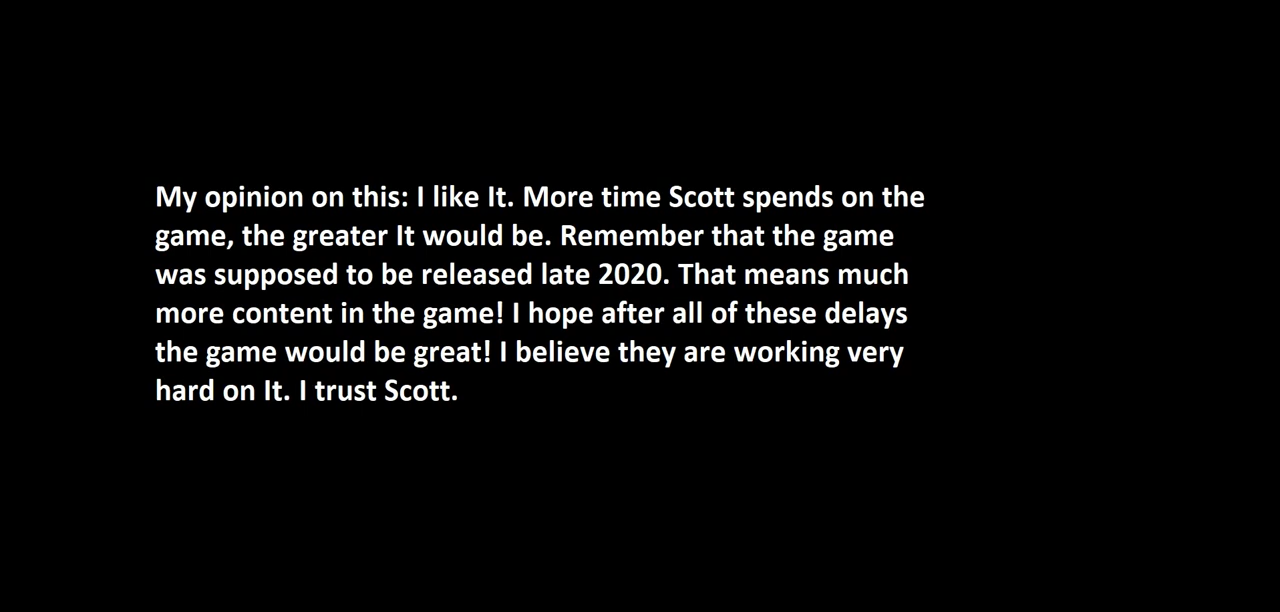 My opinion on this: I like It. More time Scott spends on the
game, the greater It would be. Remember that the game
was supposed to be released late 2020. That means much
more content in the game! I hope after all of these delays
the game would be great! I believe they are working very
hard on It. I trust Scott.